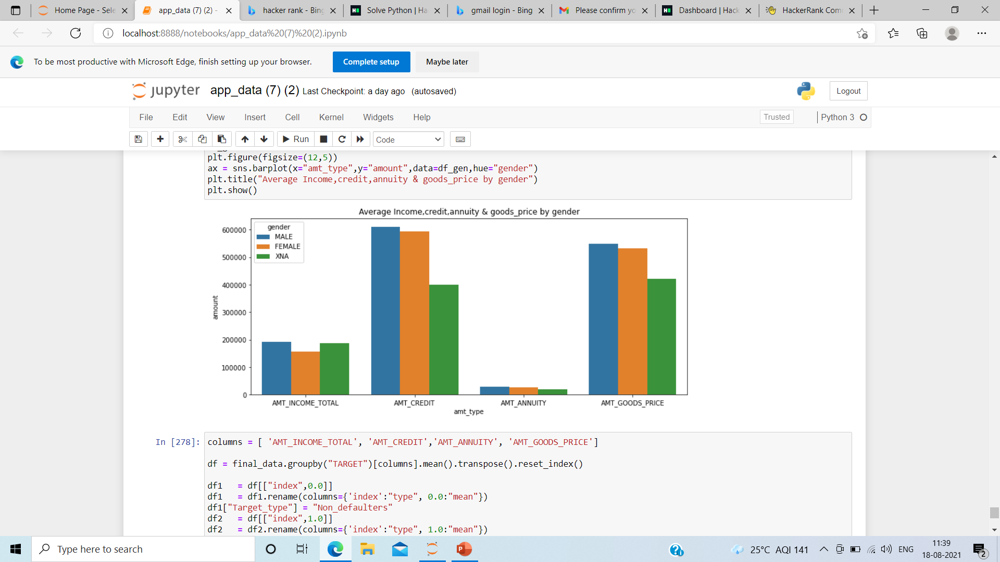 Home Page - Sele
app_data (7) (2) -
hacker rank - Bing
Solve Python | Ha
gmail login - Bing
Please confirm yo
Dashboard | Hack
HackerRank Com
localhost:8888/notebooks/app_data%20(7)%20(2).ipynb
To be most productive with Microsoft Edge, finish setting up your browser.
Complete setup
Maybe later
jupyter app_data (7) (2) Last Checkpoint: a day ago (autosaved)
Logout
File Edit View Insert Cell Kernel Widgets Help
Trusted
Python 3
Run
Code
plt.figure(figsize=(12,5))
ax = sns.barplot(x="amt_type",y="amount",data=df_gen,hue="gender")
plt.title("Average Income,credit,annuity & goods_price by gender")
plt.show()
Average Income,credit,annuity & goods_price by gender
gender
MALE
FEMALE
XNA
600000
500000
400000
300000
200000
100000
0
amount
AMT_INCOME_TOTAL AMT_CREDIT AMT_ANNUITY AMT_GOODS_PRICE
amt_type
In [278]:
columns = [ 'AMT_INCOME_TOTAL', 'AMT_CREDIT','AMT_ANNUITY', 'AMT_GOODS_PRICE']
df = final_data.groupby("TARGET")[columns].mean().transpose().reset_index()
df1 = df[["index",0.0]]
df1 = df1.rename(columns={'index':"type", 0.0:"mean"})
df1["Target_type"] = "Non_defaulters"
df2 = df[["index",1.0]]
df2 = df2.rename(columns={'index':"type", 1.0:"mean"})
Type here to search
25°C AQI 141
ENG
11:39
18-08-2021
2